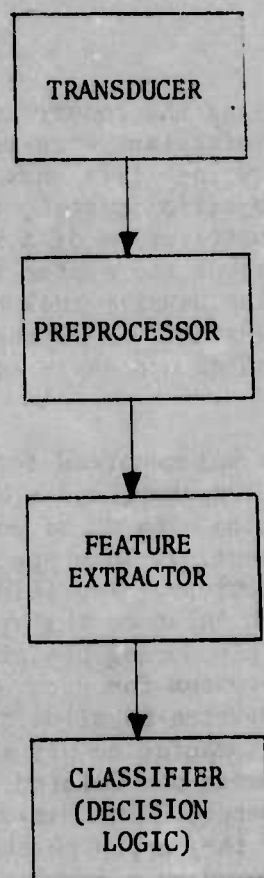 TRANSDUCER
PREPROCESSOR
FEATURE
EXTRACTOR
CLASSIFIER
(DECISION
LOGIC)